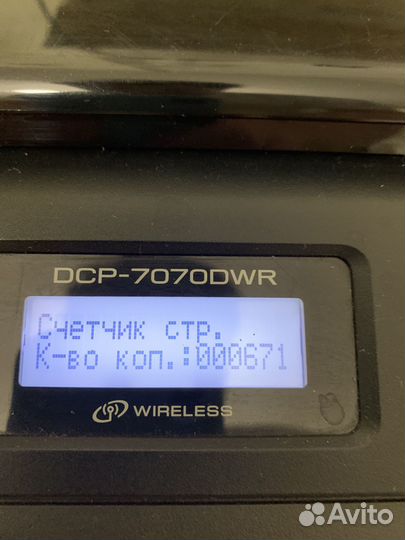 DCP-7070DWR
Счетчик стр.
К-во коп.:000671
WIRELESS
Avito